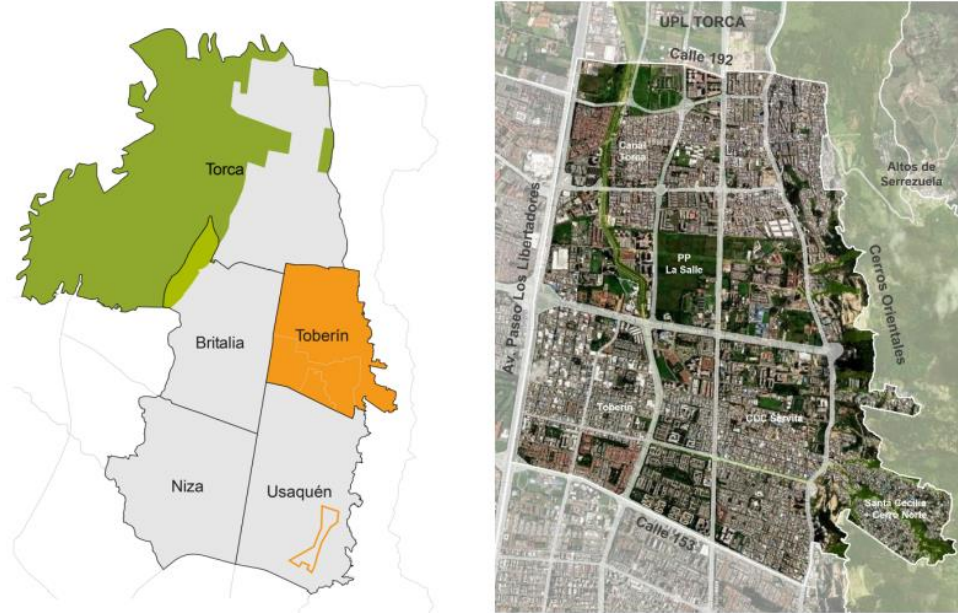 Torca
Britalia
Toberín
Niza
Usaquén
UPL TORCA
Calle 192
Canal
Torca
Altos de
Serrezuela
Av. Paseo Los Libertadores
PP
La Salle
Cerros Orientales
Toberín
CDC Servitá
Santa Cecilia
+ Cerro Norte
Calle 153